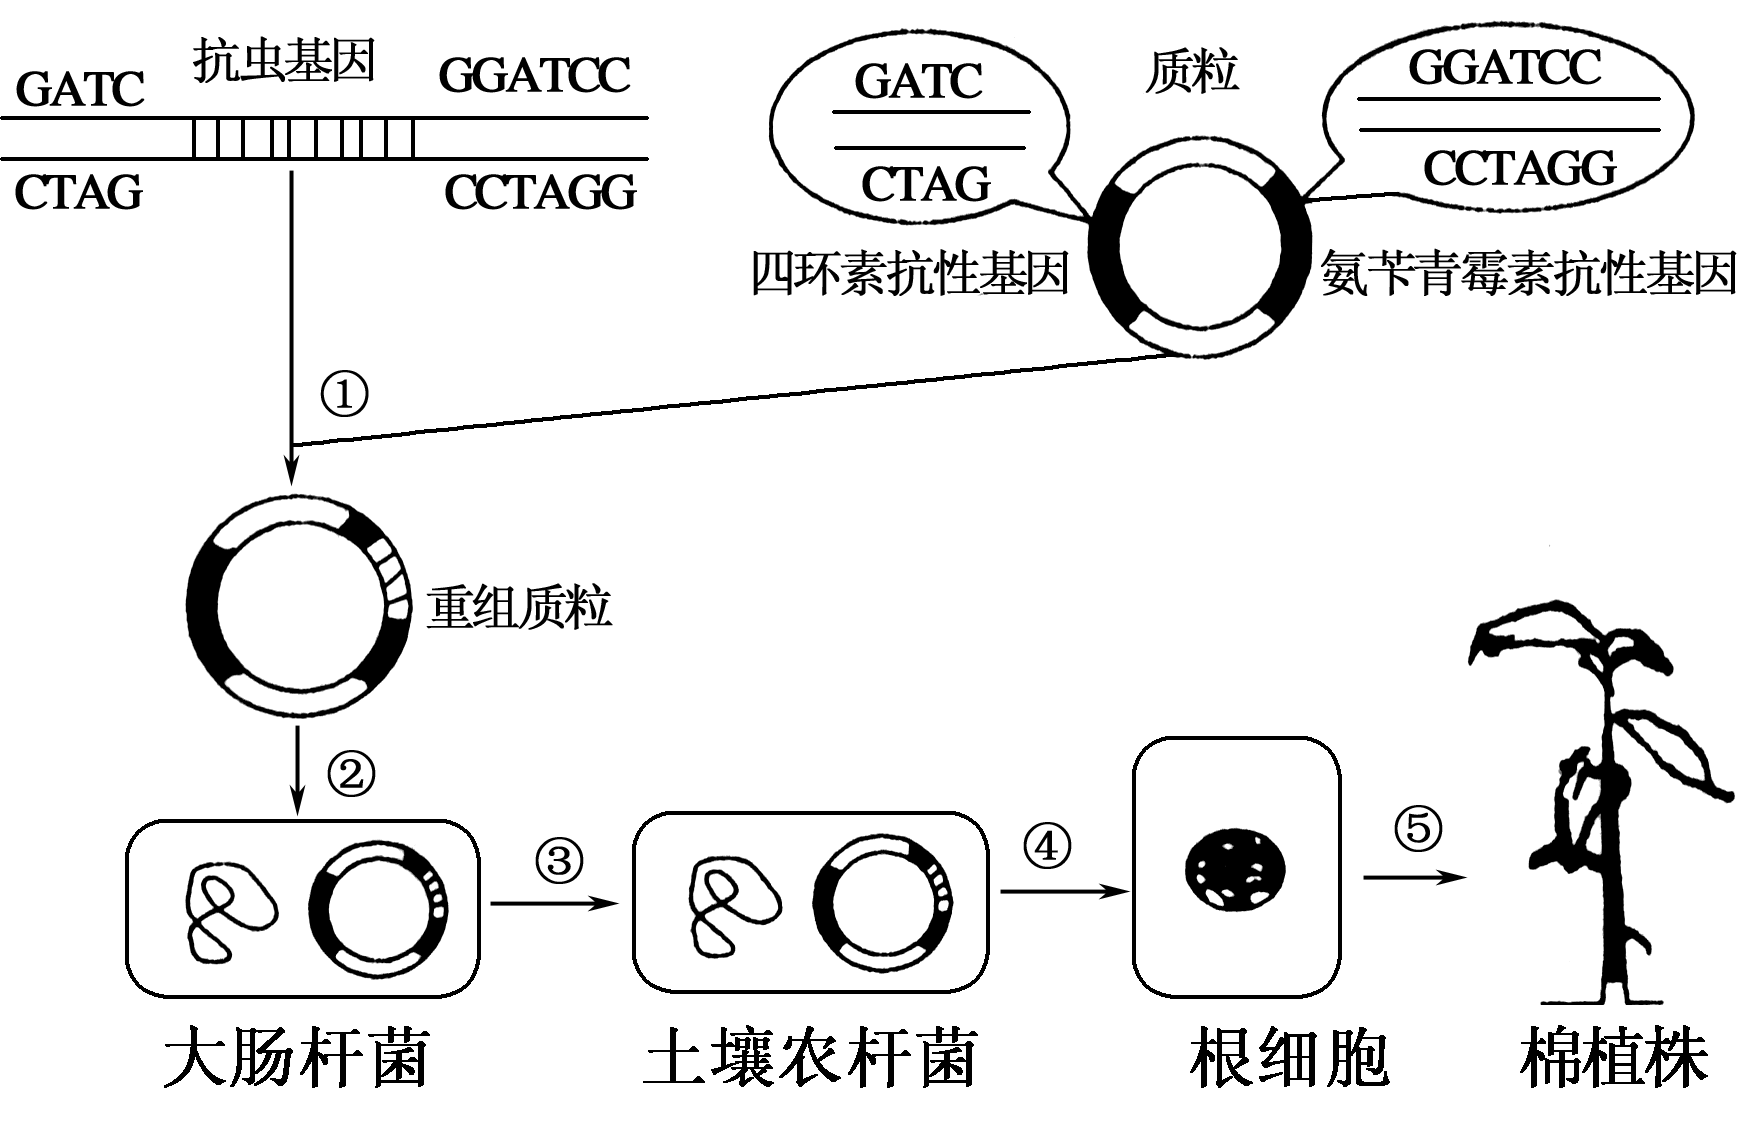 抗虫基因
GATC
GGATCC
CTAG
CCTAGG
质粒
GATC
CTAG
GGATCC
CCTAGG
四环素抗性基因
氨苄青霉素抗性基因
①
重组质粒
②
③
④
⑤
大肠杆菌
土壤农杆菌
根细胞
棉植株